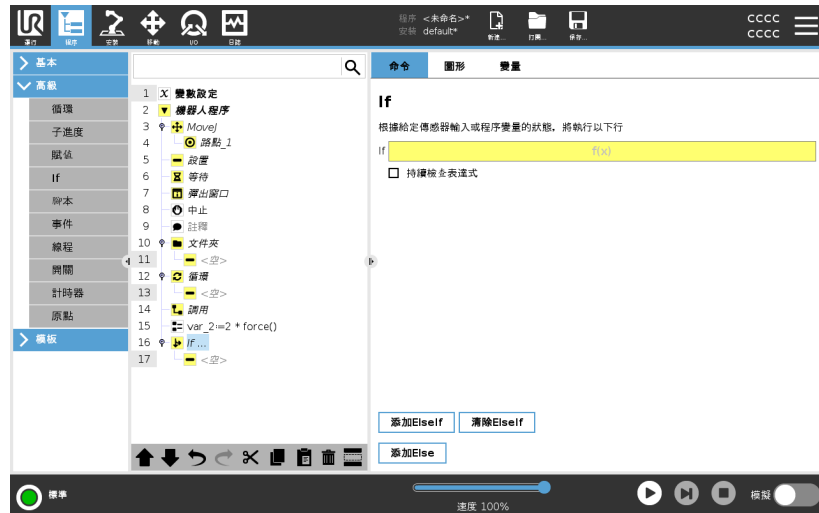 程序 <未命名>*
安裝 default*
運行
程序
安裝
移動
I/O
日誌
新建...
打開...
保存...
CCCC
CCCC
基本
高級
循環
子進度
賦值
If
腳本
事件
線程
開關
計時器
原點
模板
1 X 變數設定
2 機器人程序
3 MoveJ
4 路點_1
5 設置
6 等待
7 彈出窗口
8 中止
9 註釋
10 文件夾
11 <空>
12 循環
13 <空>
14 調用
15 var_2:=2 * force()
16 If ...
17 <空>
命令 圖形 變量
If
根據給定傳感器輸入或程序變量的狀態，將執行以下行
If f(x)
持續檢查表達式
添加ElseIf 清除ElseIf
添加Else
標準
速度 100%
模擬